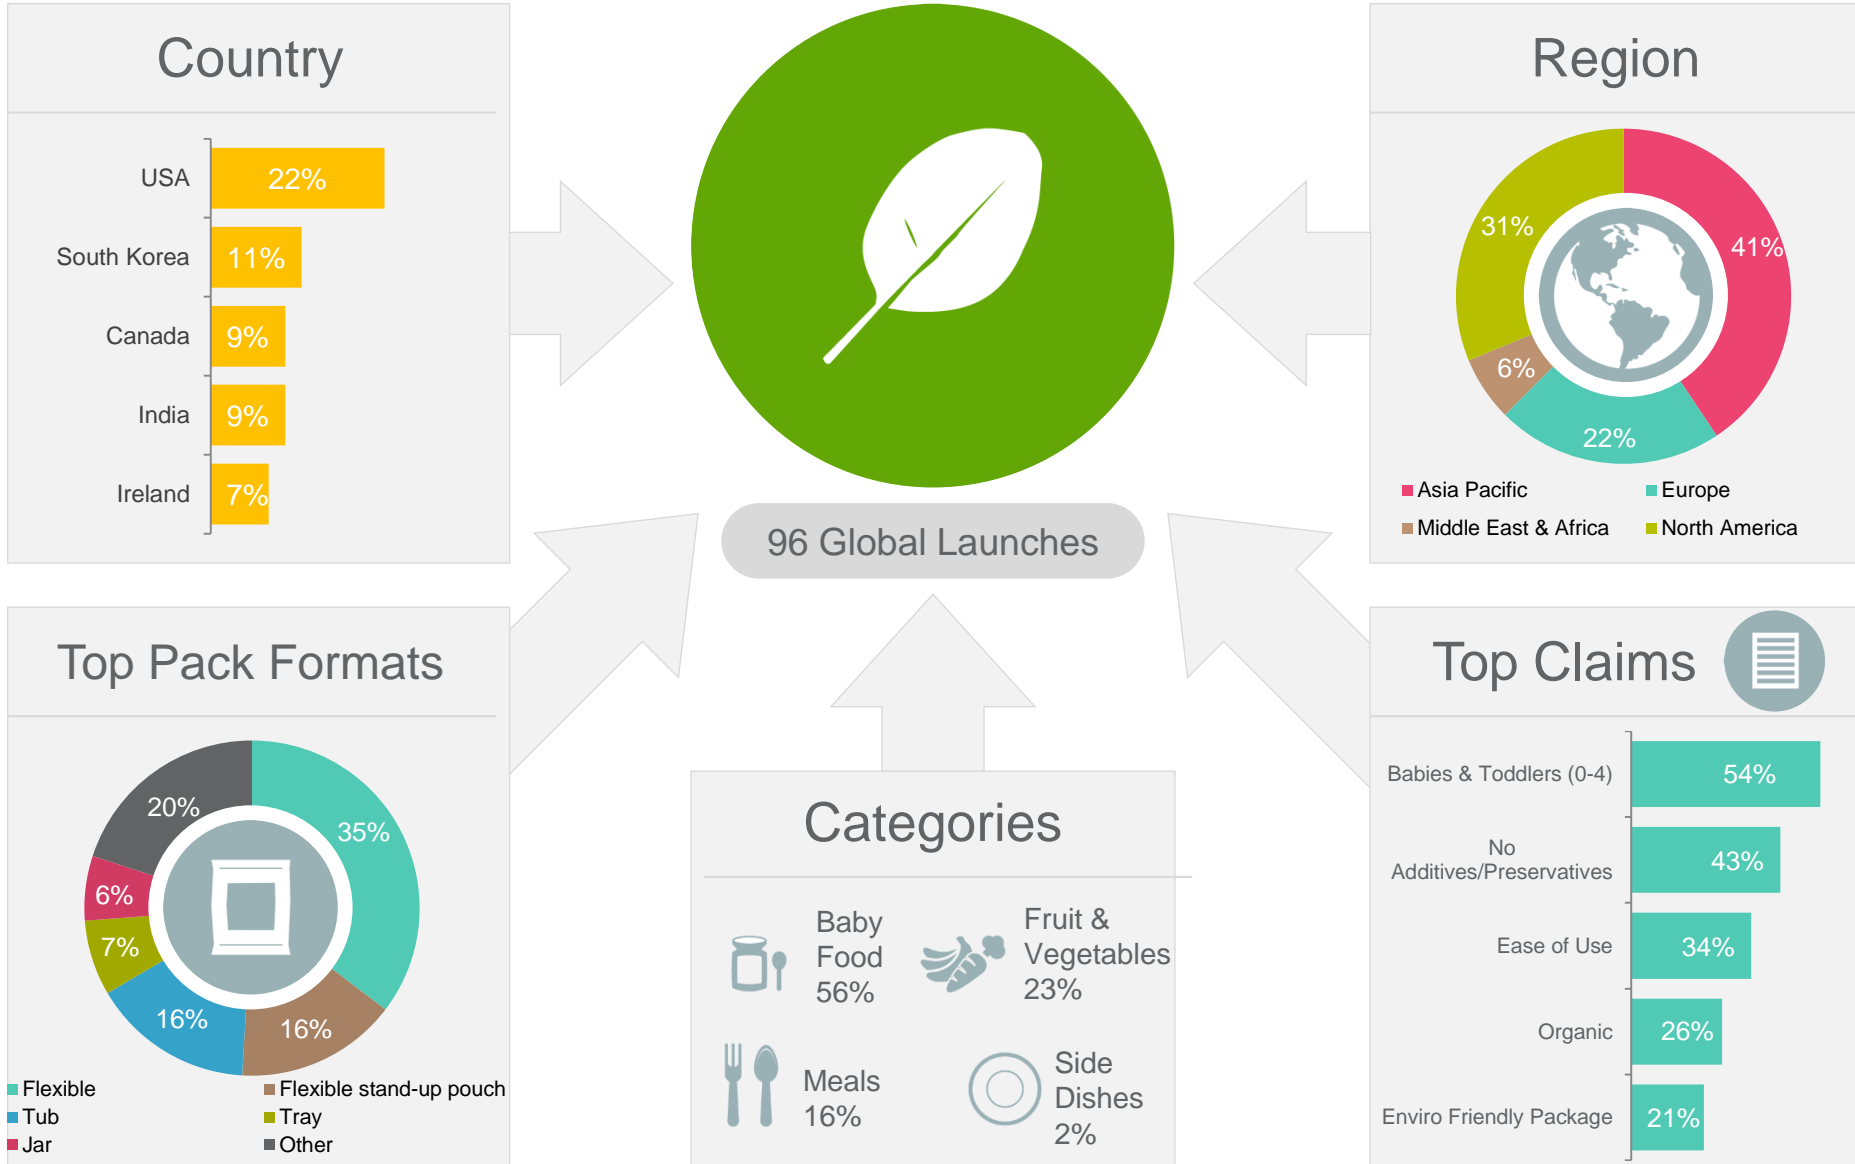 Country
USA
22%
South Korea
11%
Canada
9%
India
9%
Ireland
7%
96 Global Launches
Region
31%
41%
6%
22%
Asia Pacific
Europe
Middle East & Africa
North America
Top Pack Formats
20%
35%
6%
7%
16%
16%
Flexible
Flexible stand-up pouch
Tub
Tray
Jar
Other
Categories
Baby
Food
56%
Fruit &
Vegetables
23%
Meals
16%
Side
Dishes
2%
Top Claims
Babies & Toddlers (0-4)
54%
No
Additives/Preservatives
43%
Ease of Use
34%
Organic
26%
Enviro Friendly Package
21%